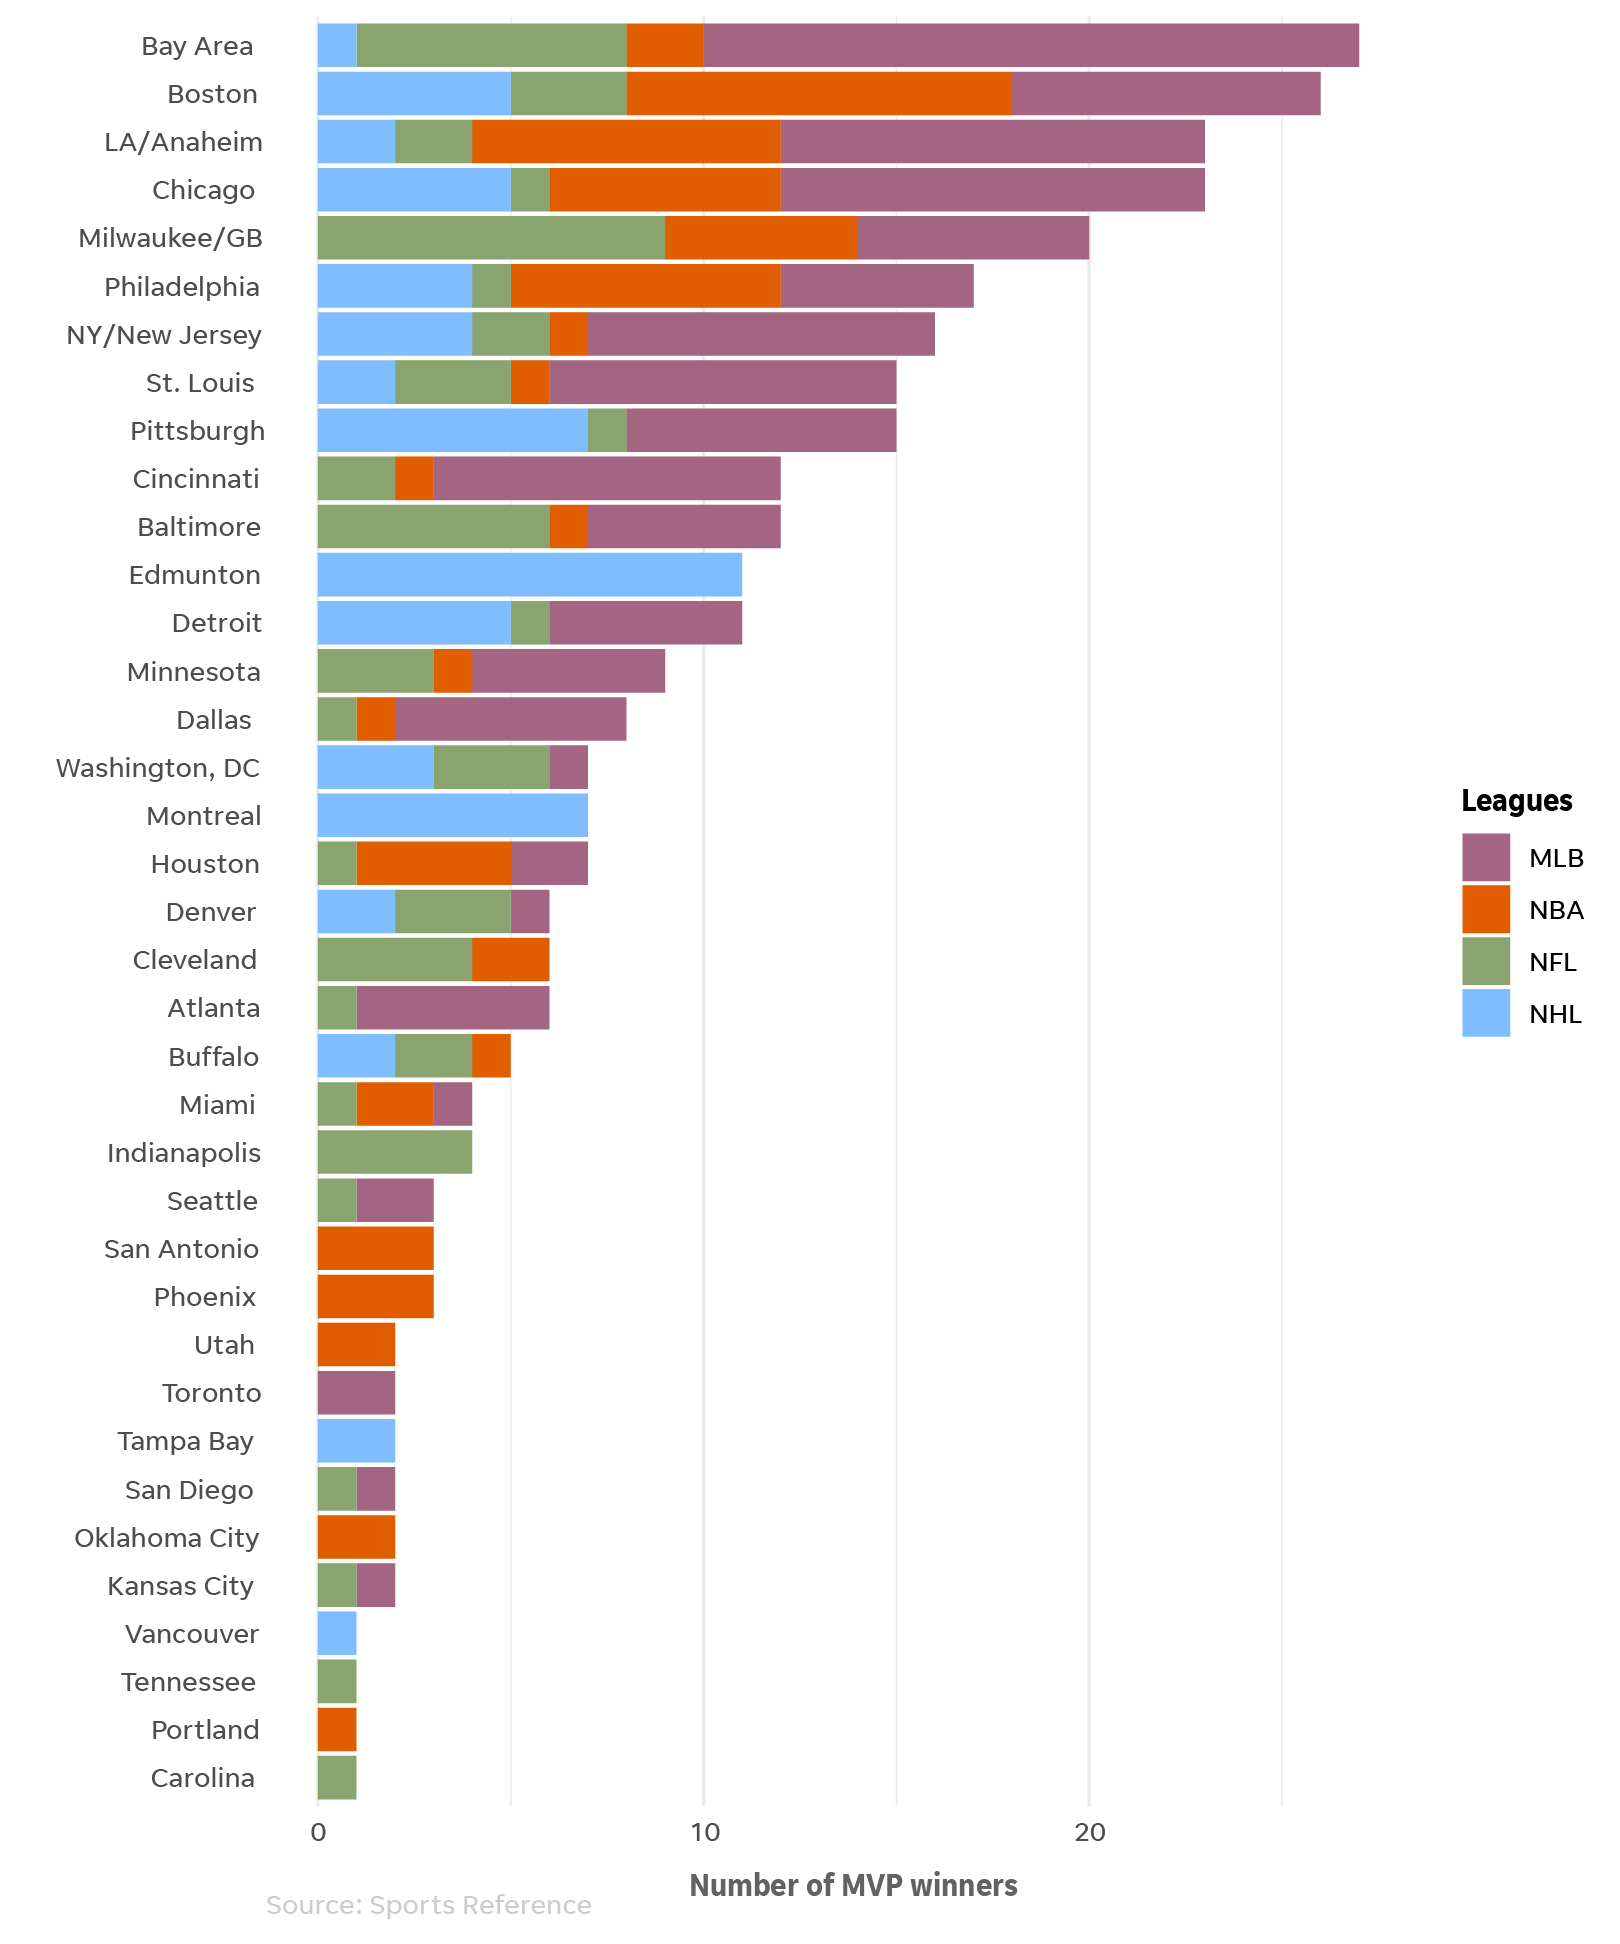 Bay Area
Boston
LA/Anaheim
Chicago
Milwaukee/GB
Philadelphia
NY/New Jersey
St. Louis
Pittsburgh
Cincinnati
Baltimore
Edmunton
Detroit
Minnesota
Dallas
Washington, DC
Montreal
Houston
Denver
Cleveland
Atlanta
Buffalo
Miami
Indianapolis
Seattle
San Antonio
Phoenix
Utah
Toronto
Tampa Bay
San Diego
Oklahoma City
Kansas City
Vancouver
Tennessee
Portland
Carolina
0 10 20
Number of MVP winners
Source: Sports Reference
Leagues
MLB
NBA
NFL
NHL